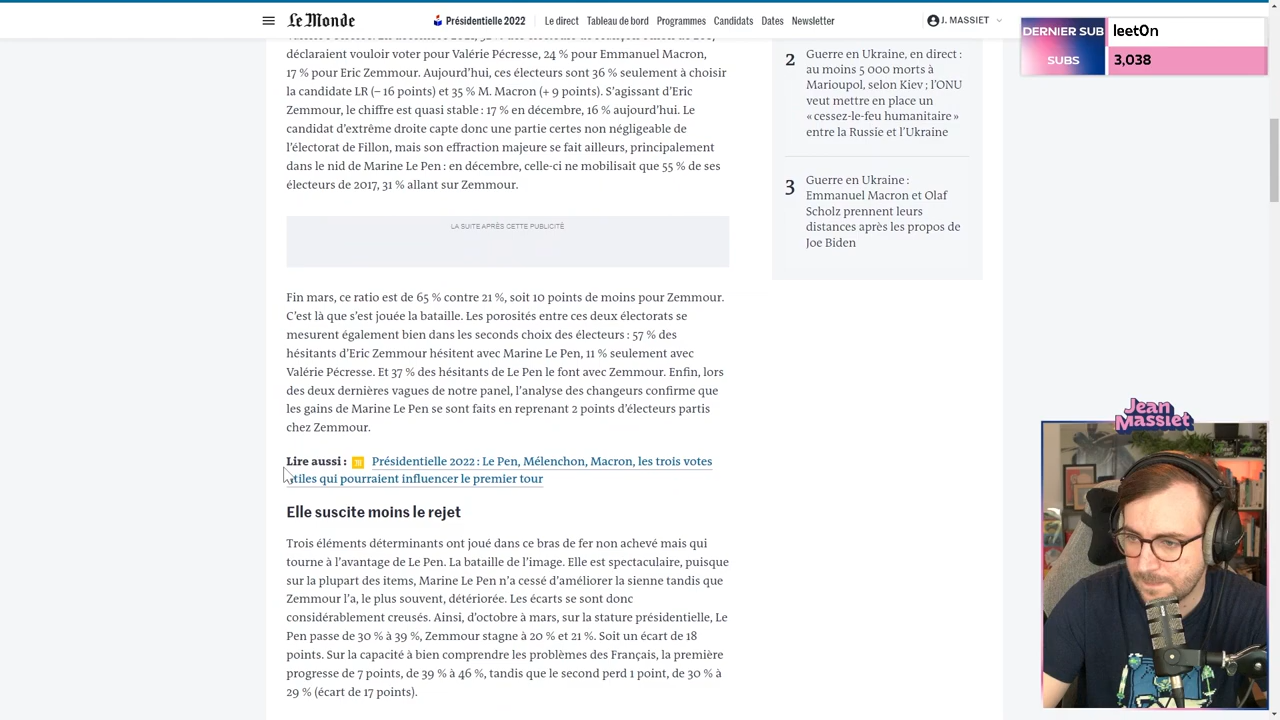 Le Monde
Présidentielle 2022
Le direct
Tableau de bord
Programmes
Candidats
Dates
Newsletter
J. MASSIET
DERNIER SUB
leet0n
SUBS
3,038
déclaraient vouloir voter pour Valérie Pécresse, 24 % pour Emmanuel Macron,
17 % pour Eric Zemmour. Aujourd’hui, ces électeurs sont 36 % seulement à choisir
la candidate LR (– 16 points) et 35 % M. Macron (+ 9 points). S’agissant d’Eric
Zemmour, le chiffre est quasi stable : 17 % en décembre, 16 % aujourd’hui. Le
candidat d’extrême droite capte donc une partie certes non négligeable de
l’électorat de Fillon, mais son effraction majeure se fait ailleurs, principalement
dans le nid de Marine Le Pen : en décembre, celle-ci ne mobilisait que 55 % de ses
électeurs de 2017, 31 % allant sur Zemmour.
LA SUITE APRÈS CETTE PUBLICITÉ
Fin mars, ce ratio est de 65 % contre 21 %, soit 10 points de moins pour Zemmour.
C’est là que s’est jouée la bataille. Les porosités entre ces deux électorats se
mesurent également bien dans les seconds choix des électeurs : 57 % des
hésitants d’Eric Zemmour hésitent avec Marine Le Pen, 11 % seulement avec
Valérie Pécresse. Et 37 % des hésitants de Le Pen le font avec Zemmour. Enfin, lors
des deux dernières vagues de notre panel, l’analyse des changeurs confirme que
les gains de Marine Le Pen se sont faits en reprenant 2 points d’électeurs partis
chez Zemmour.
Lire aussi : Présidentielle 2022 : Le Pen, Mélenchon, Macron, les trois votes
utiles qui pourraient influencer le premier tour
Elle suscite moins le rejet
Trois éléments déterminants ont joué dans ce bras de fer non achevé mais qui
tourne à l’avantage de Le Pen. La bataille de l’image. Elle est spectaculaire, puisque
sur la plupart des items, Marine Le Pen n’a cessé d’améliorer la sienne tandis que
Zemmour l’a, le plus souvent, détériorée. Les écarts se sont donc
considérablement creusés. Ainsi, d’octobre à mars, sur la stature présidentielle, Le
Pen passe de 30 % à 39 %, Zemmour stagne à 20 % et 21 %. Soit un écart de 18
points. Sur la capacité à bien comprendre les problèmes des Français, la première
progresse de 7 points, de 39 % à 46 %, tandis que le second perd 1 point, de 30 % à
29 % (écart de 17 points).
2
Guerre en Ukraine, en direct :
au moins 5 000 morts à
Marioupol, selon Kiev ; l’ONU
veut mettre en place un
« cessez-le-feu humanitaire »
entre la Russie et l’Ukraine
3
Guerre en Ukraine :
Emmanuel Macron et Olaf
Scholz prennent leurs
distances après les propos de
Joe Biden
Jean
Massiet